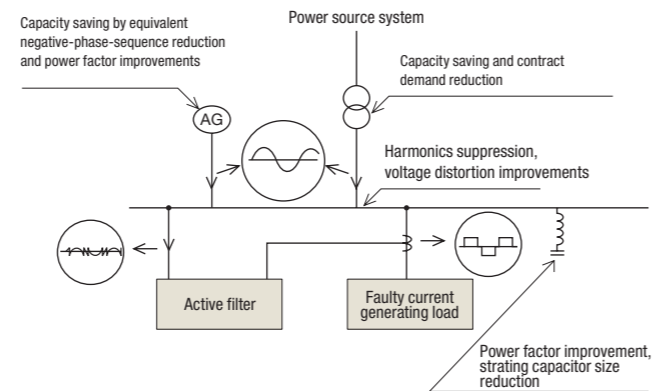 Capacity saving by equivalent
negative-phase-sequence reduction
and power factor improvements
Power source system
Capacity saving and contract
demand reduction
AG
Harmonics suppression,
voltage distortion improvements
Active filter
Faulty current
generating load
Power factor improvement,
strating capacitor size
reduction